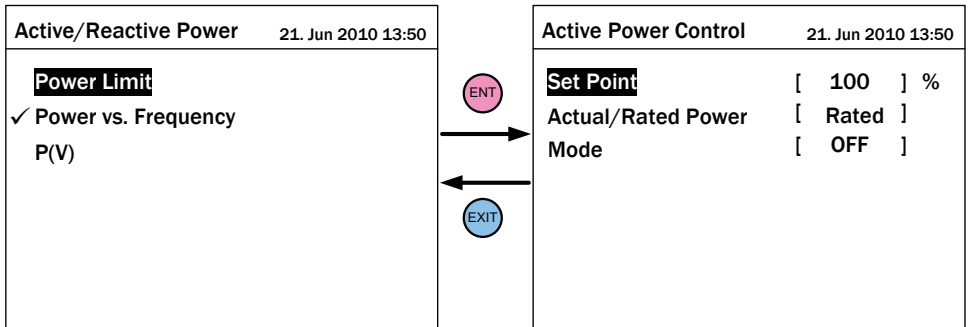 Active/Reactive Power 21. Jun 2010 13:50
Power Limit
✓ Power vs. Frequency
P(V)
ENT
EXIT
Active Power Control 21. Jun 2010 13:50
Set Point [ 100 ] %
Actual/Rated Power [ Rated ]
Mode [ OFF ]